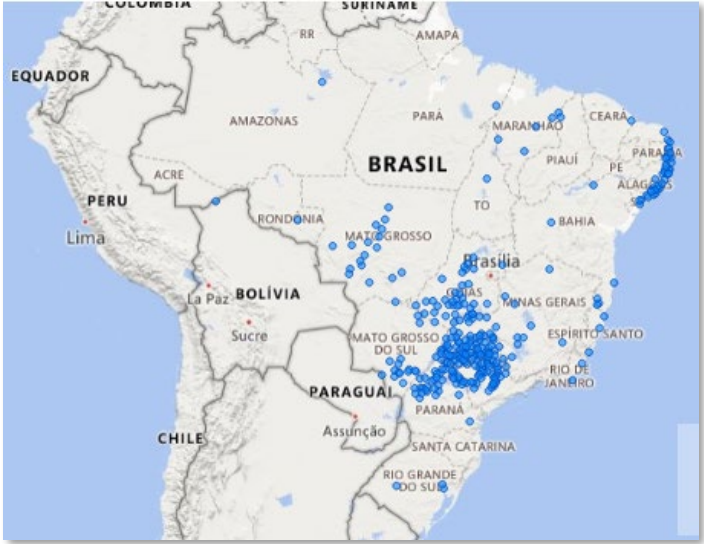 COLÔMBIA
SURINAME
RR
AMAPÁ
EQUADOR
AMAZONAS
PARÁ
MARANHÃO
CEARÁ
BRASIL
PIAUÍ
PARAÍBA
PE
ACRE
ALAGOAS
PERU
TO
RONDÔNIA
BAHIA
Lima
MATO GROSSO
Brasília
GOIÁS
La Paz
BOLÍVIA
MINAS GERAIS
Sucre
MATO GROSSO
DO SUL
ESPÍRITO SANTO
RIO DE
JANEIRO
PARAGUAI
PARANÁ
Assunção
CHILE
SANTA CATARINA
RIO GRANDE
DO SUL